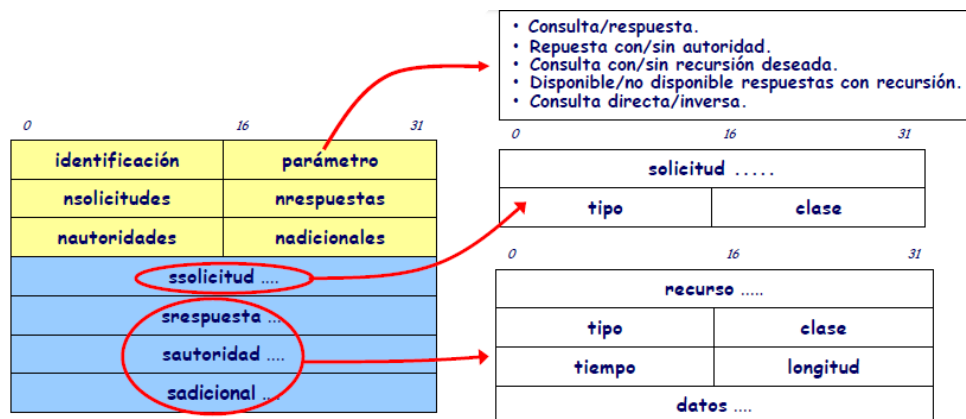 • Consulta/respuesta.
• Repuesta con/sin autoridad.
• Consulta con/sin recursión deseada.
• Disponible/no disponible respuestas con recursión.
• Consulta directa/inversa.
0 16 31
identificación parámetro
nsolicitudes nrespuestas
nautoridades nadicionales
ssolicitud ....
srespuesta ...
sautoridad ....
sadicional ....
0 16 31
solicitud .....
tipo clase
0 16 31
recurso .....
tipo clase
tiempo longitud
datos ....